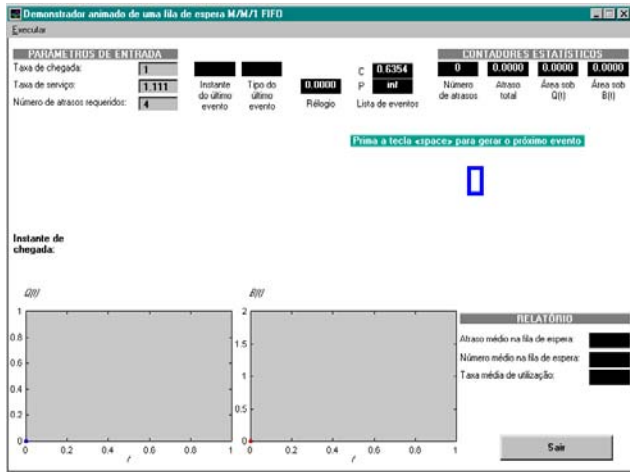 Demonstrador animado de uma fila de espera M/M/1 FIFO
Executar
PARÂMETROS DE ENTRADA
Taxa de chegada: 1
Taxa de serviço: 1.111
Número de atrasos requeridos: 4
Instante do último evento
Tipo do último evento
0.0000
Rélogio
C 0.6354
P inf
Lista de eventos
CONTADORES ESTATÍSTICOS
0 0.0000 0.0000 0.0000
Número de atrasos
Atraso total
Área sob Q(t)
Área sob B(t)
Prima a tecla <space> para gerar o próximo evento
Instante de
chegada:
Q(t)
1
0.8
0.6
0.4
0.2
0
0 0.2 0.4 0.6 0.8 1
t
B(t)
2
1.5
1
0.5
0
0 0.2 0.4 0.6 0.8 1
t
RELATÓRIO
Atraso médio na fila de espera:
Número médio na fila de espera:
Taxa média de utilização:
Sair